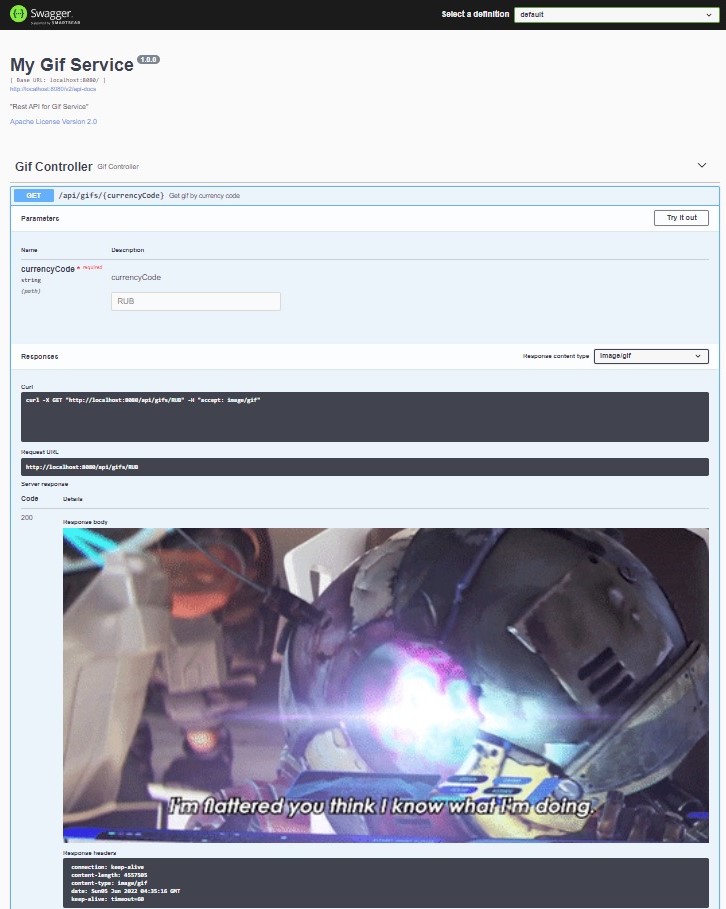 Swagger.
Supported by SMARTBEAR
Select a definition
default
My Gif Service 1.0.0
[ Base URL: localhost:8080/ ]
http://localhost:8080/v2/api-docs
"Rest API for Gif Service"
Apache License Version 2.0
Gif Controller Gif Controller
GET /api/gifs/{currencyCode} Get gif by currency code
Parameters
Try it out
Name Description
currencyCode * required
string
(path)
currencyCode
RUB
Responses
Response content type image/gif
Curl
curl -X GET "http://localhost:8080/api/gifs/RUB" -H "accept: image/gif"
Request URL
http://localhost:8080/api/gifs/RUB
Server response
Code Details
200
Response body
I'm flattered you think I know what I'm doing.
Response headers
connection: keep-alive
content-length: 4557505
content-type: image/gif
date: Sun05 Jun 2022 04:35:16 GMT
keep-alive: timeout=60